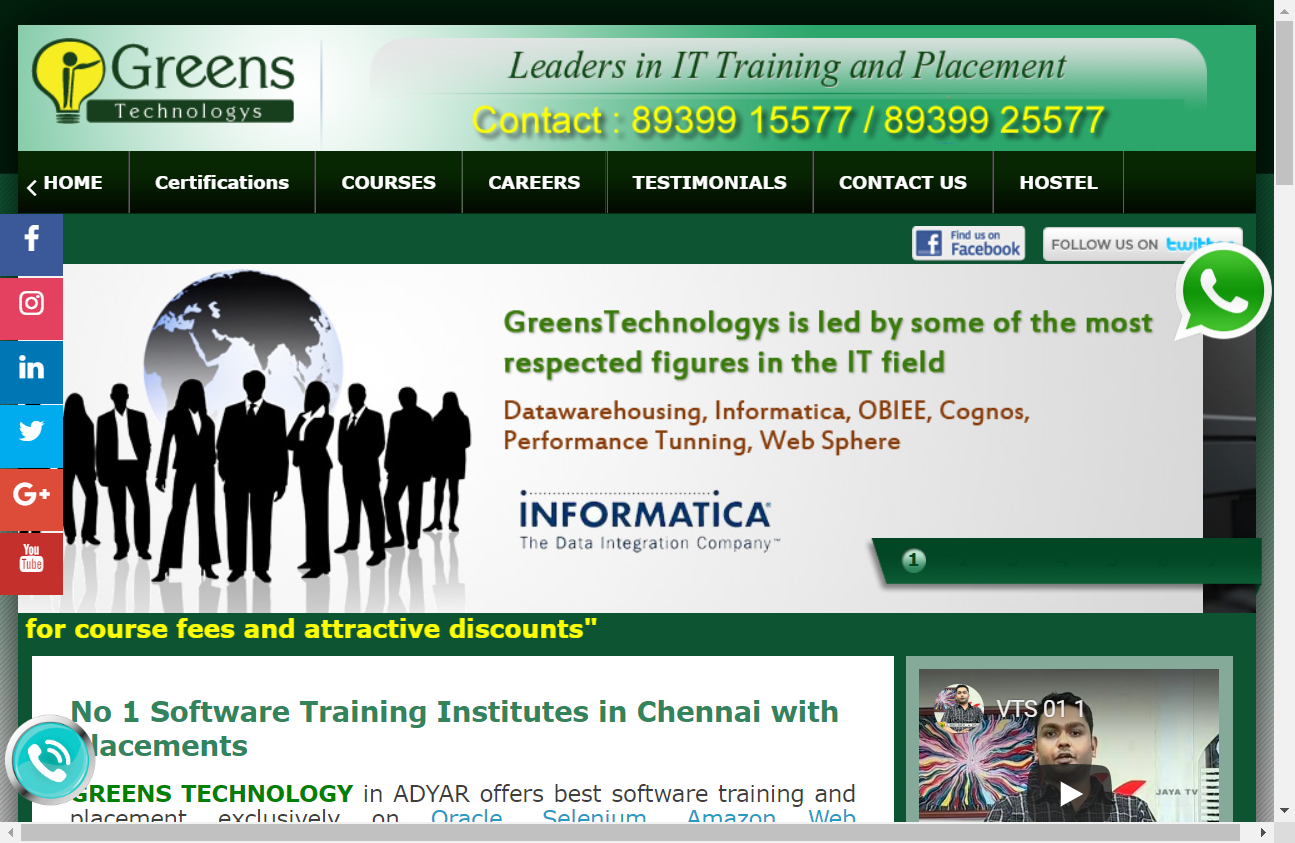 Greens
Technologys
Leaders in IT Training and Placement
Contact : 89399 15577 / 89399 25577
HOME
Certifications
COURSES
CAREERS
TESTIMONIALS
CONTACT US
HOSTEL
Find us on
Facebook
FOLLOW US ON twitter
GreensTechnologys is led by some of the most
respected figures in the IT field
Datawarehousing, Informatica, OBIEE, Cognos,
Performance Tunning, Web Sphere
INFORMATICA
The Data Integration Company™
1
G+
You
Tube
for course fees and attractive discounts"
No 1 Software Training Institutes in Chennai with
Placements
GREENS TECHNOLOGY in ADYAR offers best software training and
placement exclusively on Oracle, Selenium, Amazon Web
VTS 01 1
JAYA TV